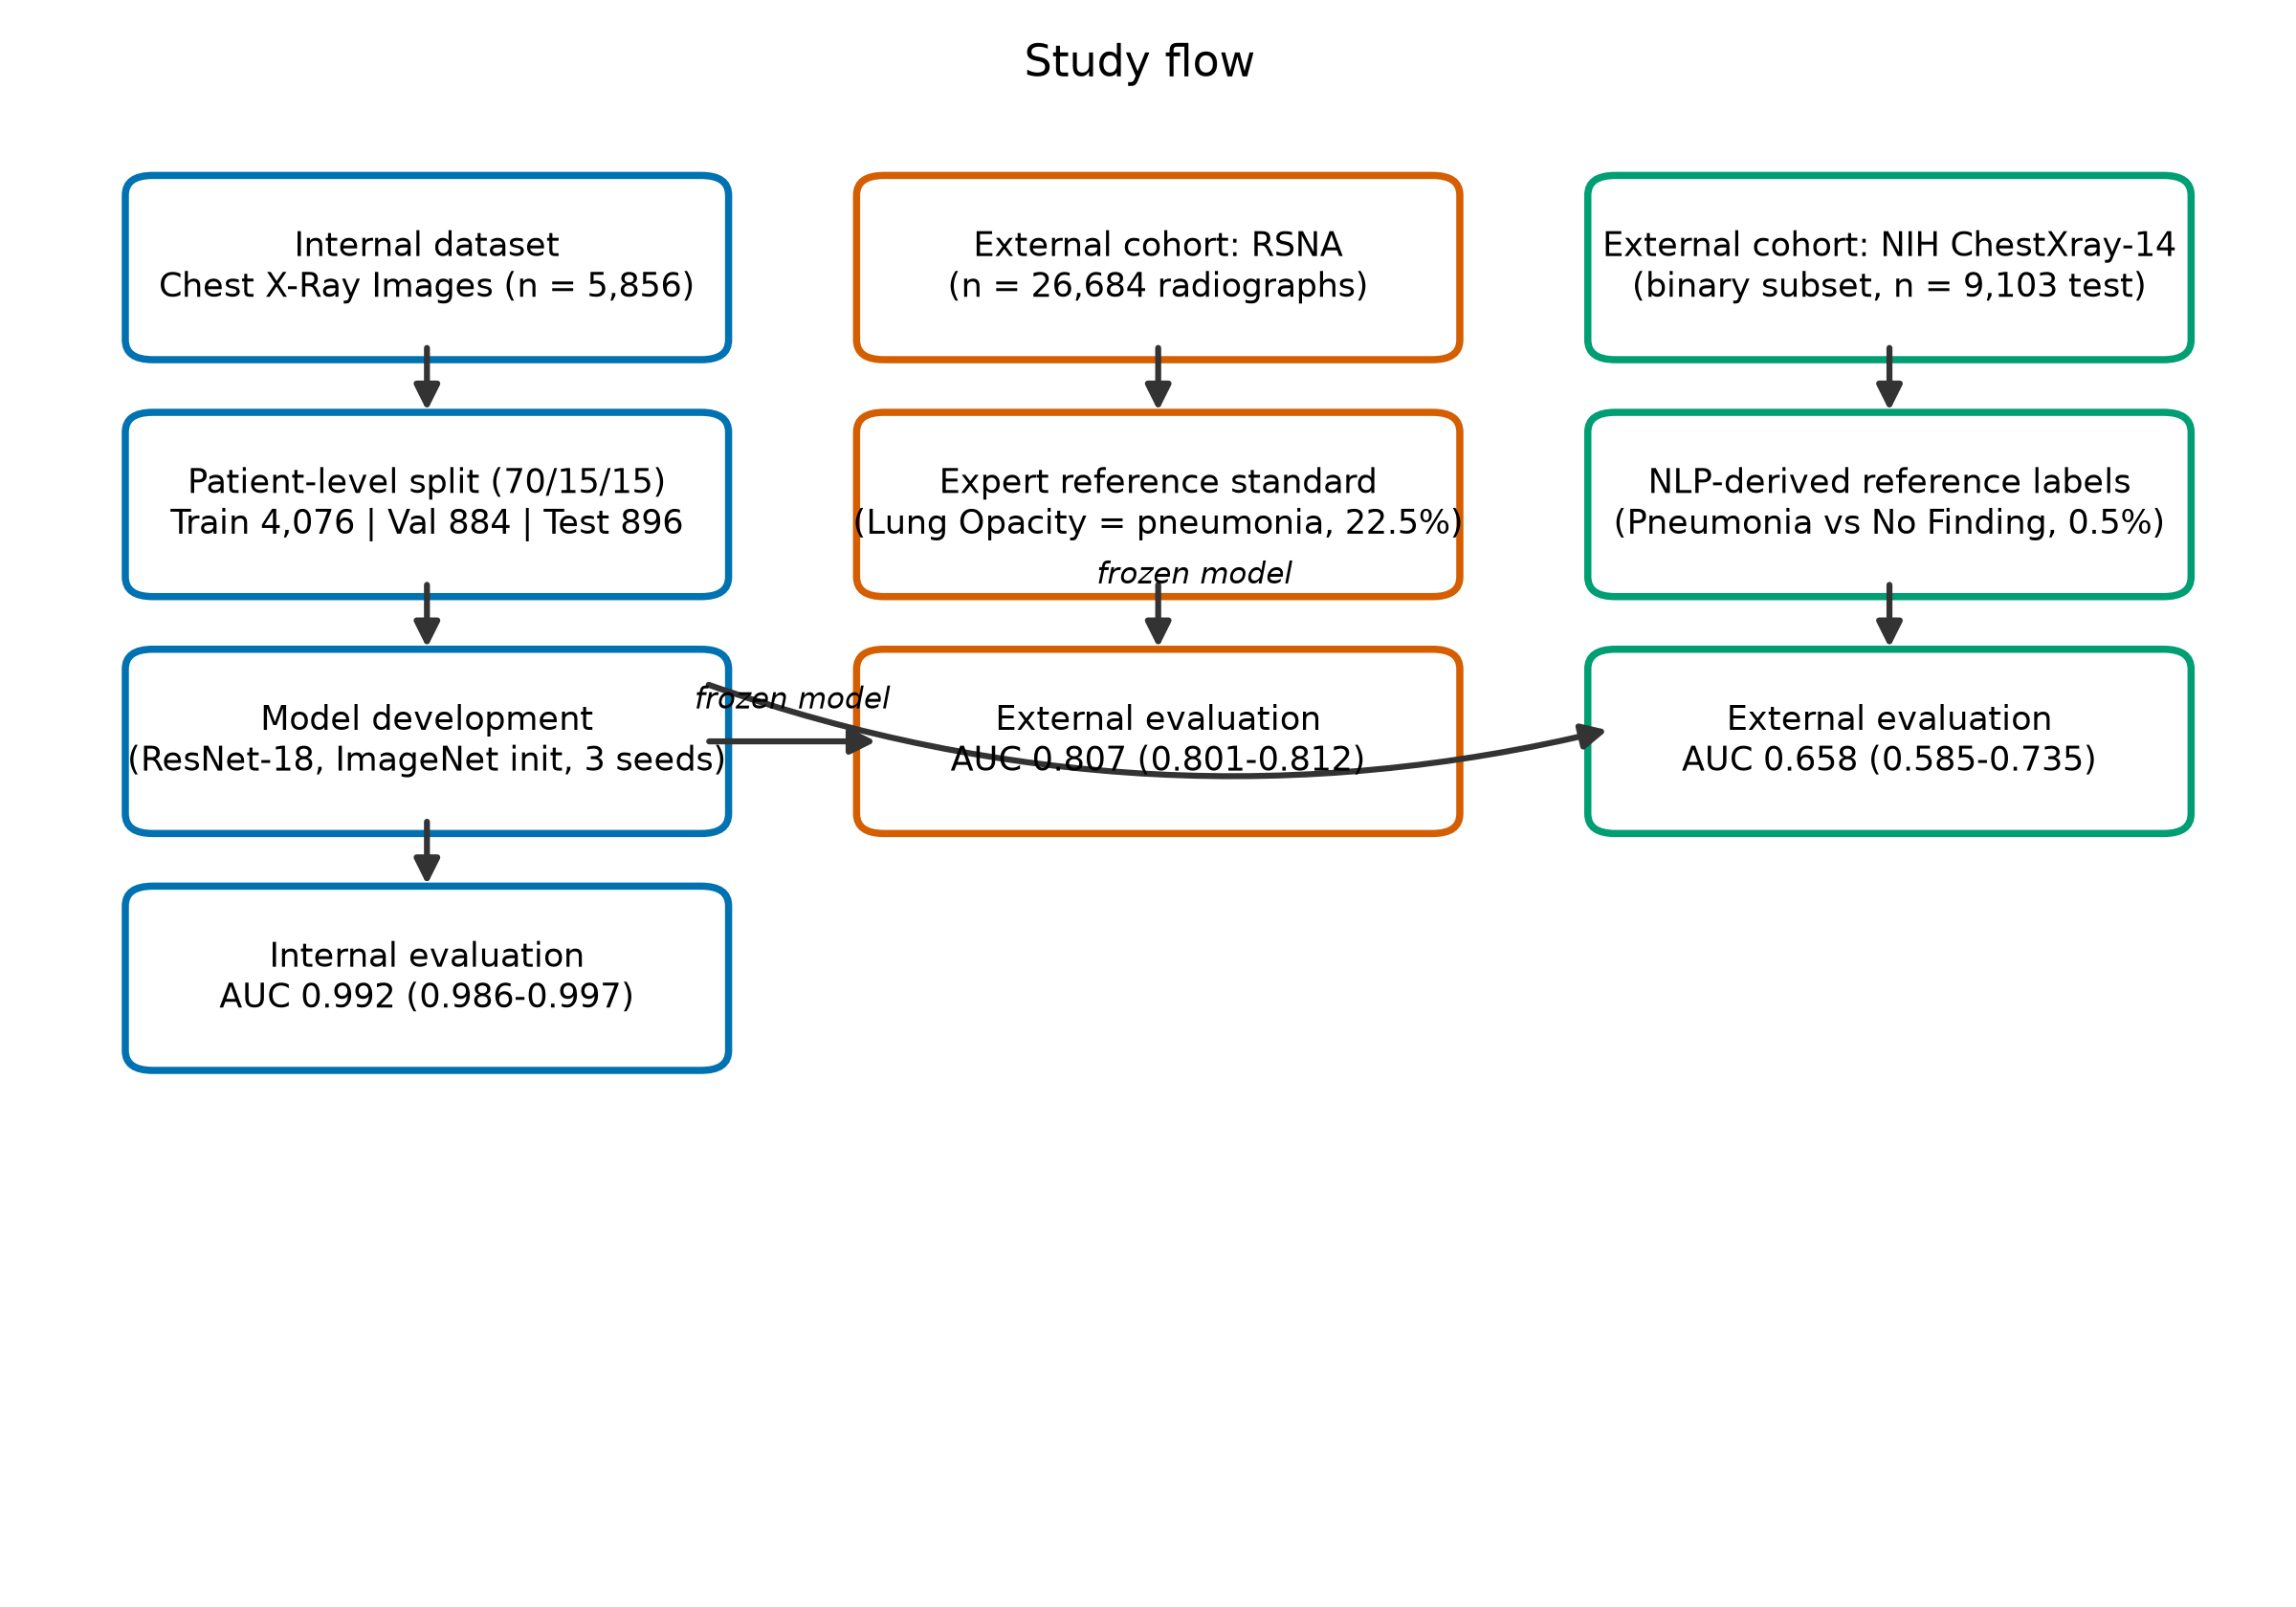 Study flow
Internal dataset
Chest X-Ray Images (n = 5,856)
External cohort: RSNA
(n = 26,684 radiographs)
External cohort: NIH ChestXray-14
(binary subset, n = 9,103 test)
Patient-level split (70/15/15)
Train 4,076 | Val 884 | Test 896
Expert reference standard
(Lung Opacity = pneumonia, 22.5%)
frozen model
NLP-derived reference labels
(Pneumonia vs No Finding, 0.5%)
Model development
(ResNet-18, ImageNet init, 3 seeds)
frozen model
External evaluation
AUC 0.807 (0.801-0.812)
External evaluation
AUC 0.658 (0.585-0.735)
Internal evaluation
AUC 0.992 (0.986-0.997)